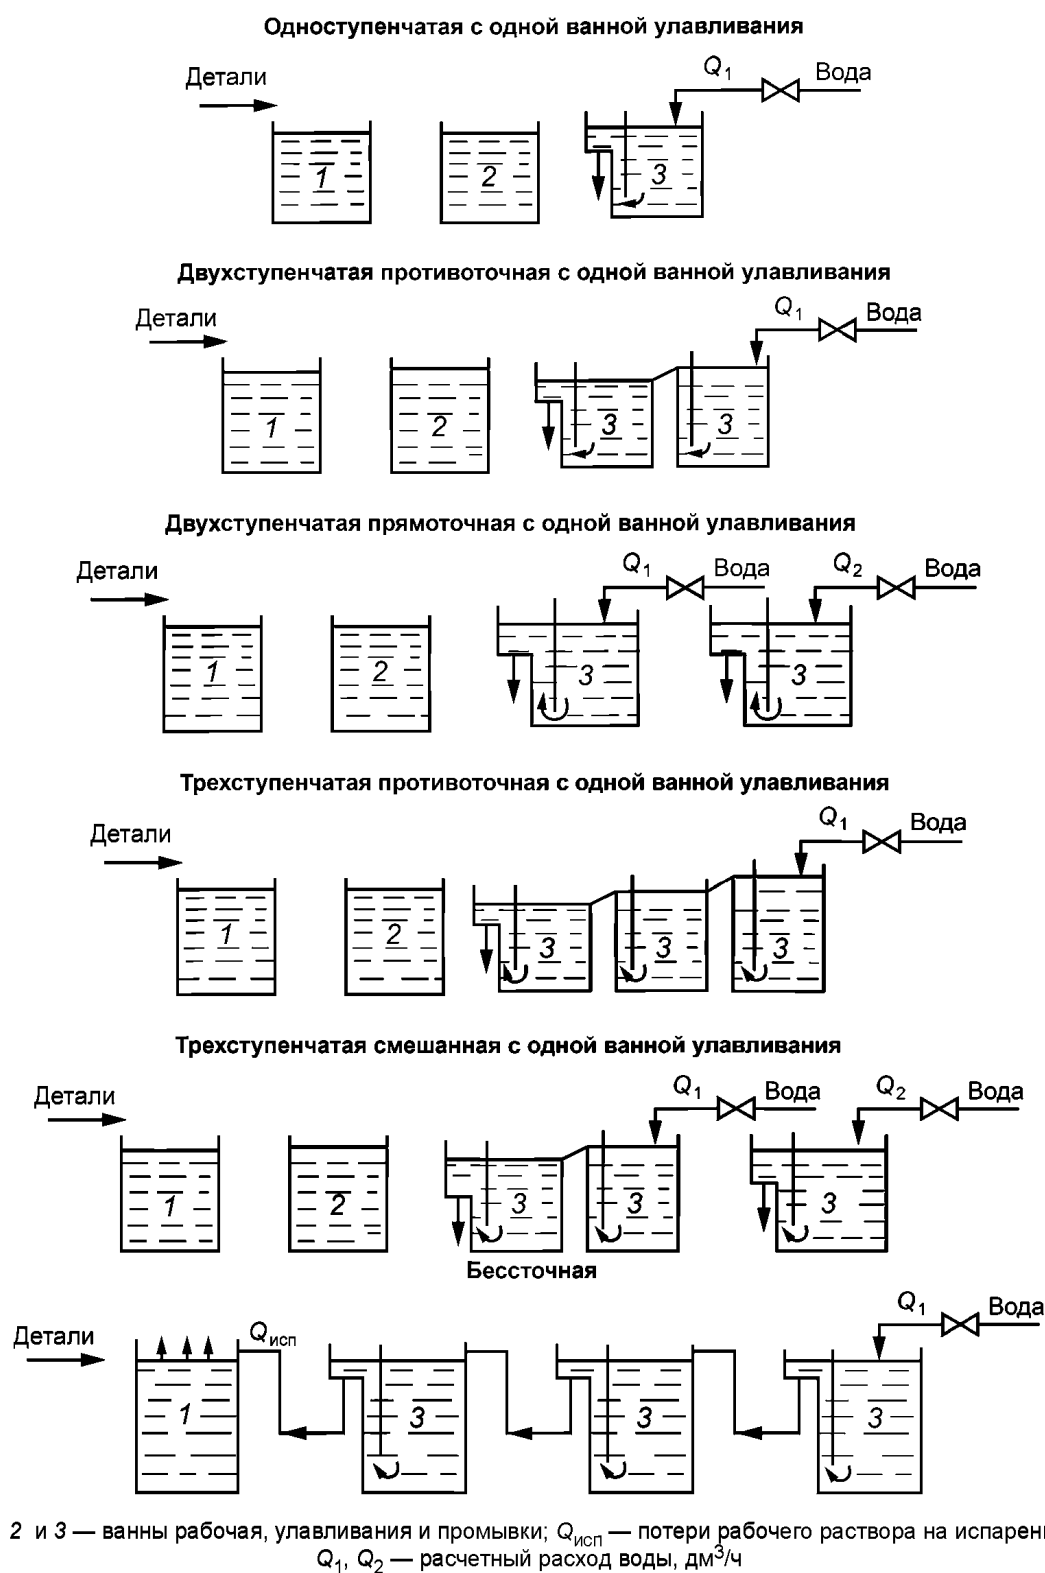 Одноступенчатая с одной ванной улавливания
Детали
Q1
Вода
1
2
3
Двухступенчатая противоточная с одной ванной улавливания
Детали
Q1
Вода
1
2
3
3
Двухступенчатая прямоточная с одной ванной улавливания
Детали
Q1
Вода
Q2
Вода
1
2
3
3
Трехступенчатая противоточная с одной ванной улавливания
Детали
Q1
Вода
1
2
3
3
3
Трехступенчатая смешанная с одной ванной улавливания
Детали
Q1
Вода
Q2
Вода
1
2
3
3
3
Бессточная
Детали
Qисп
Q1
Вода
1
3
3
3
2 и 3 — ванны рабочая, улавливания и промывки; Qисп — потери рабочего раствора на испарен
Q1, Q2 — расчетный расход воды, дм3/ч